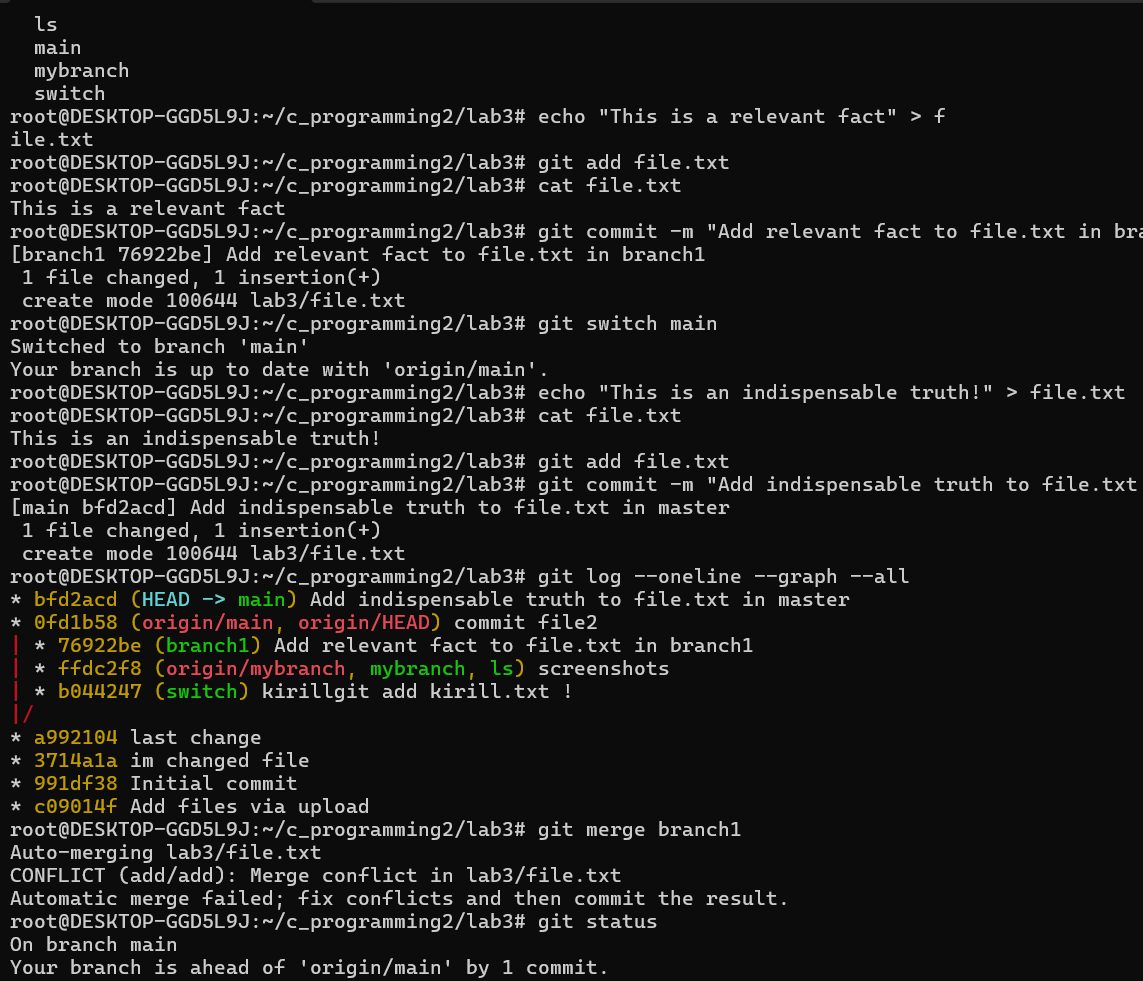 ls
main
mybranch
switch
root@DESKTOP-GGD5L9J:~/c_programming2/lab3# echo "This is a relevant fact" > f
ile.txt
root@DESKTOP-GGD5L9J:~/c_programming2/lab3# git add file.txt
root@DESKTOP-GGD5L9J:~/c_programming2/lab3# cat file.txt
This is a relevant fact
root@DESKTOP-GGD5L9J:~/c_programming2/lab3# git commit -m "Add relevant fact to file.txt in bra
[branch1 76922be] Add relevant fact to file.txt in branch1
 1 file changed, 1 insertion(+)
 create mode 100644 lab3/file.txt
root@DESKTOP-GGD5L9J:~/c_programming2/lab3# git switch main
Switched to branch 'main'
Your branch is up to date with 'origin/main'.
root@DESKTOP-GGD5L9J:~/c_programming2/lab3# echo "This is an indispensable truth!" > file.txt
root@DESKTOP-GGD5L9J:~/c_programming2/lab3# cat file.txt
This is an indispensable truth!
root@DESKTOP-GGD5L9J:~/c_programming2/lab3# git add file.txt
root@DESKTOP-GGD5L9J:~/c_programming2/lab3# git commit -m "Add indispensable truth to file.txt
[main bfd2acd] Add indispensable truth to file.txt in master
 1 file changed, 1 insertion(+)
 create mode 100644 lab3/file.txt
root@DESKTOP-GGD5L9J:~/c_programming2/lab3# git log --oneline --graph --all
* bfd2acd (HEAD -> main) Add indispensable truth to file.txt in master
* 0fd1b58 (origin/main, origin/HEAD) commit file2
| * 76922be (branch1) Add relevant fact to file.txt in branch1
| * ffdc2f8 (origin/mybranch, mybranch, ls) screenshots
| * b044247 (switch) kirillgit add kirill.txt !
|/
* a992104 last change
* 3714a1a im changed file
* 991df38 Initial commit
* c09014f Add files via upload
root@DESKTOP-GGD5L9J:~/c_programming2/lab3# git merge branch1
Auto-merging lab3/file.txt
CONFLICT (add/add): Merge conflict in lab3/file.txt
Automatic merge failed; fix conflicts and then commit the result.
root@DESKTOP-GGD5L9J:~/c_programming2/lab3# git status
On branch main
Your branch is ahead of 'origin/main' by 1 commit.